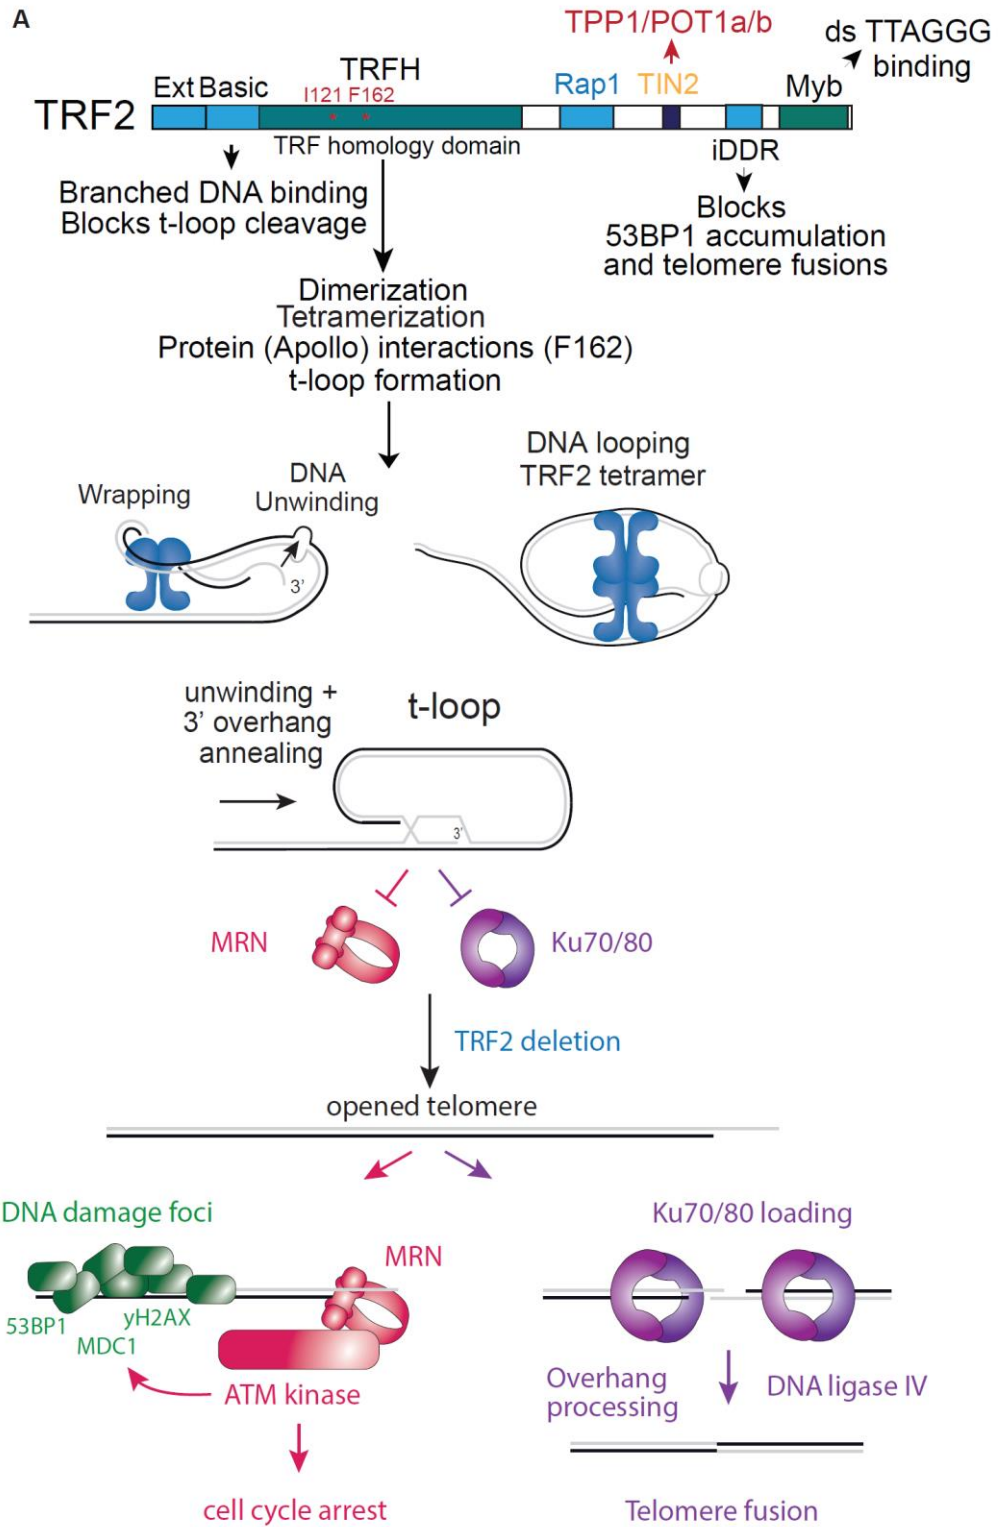 A
TPP1/POT1a/b
ds TTAGGG
binding
Ext Basic
TRFH
I121 F162
Rap1
TIN2
Myb
TRF2
* *
TRF homology domain
iDDR
Branched DNA binding
Blocks t-loop cleavage
Blocks
53BP1 accumulation
and telomere fusions
Dimerization
Tetramerization
Protein (Apollo) interactions (F162)
t-loop formation
Wrapping
DNA
Unwinding
3’
DNA looping
TRF2 tetramer
unwinding +
3’ overhang
annealing
t-loop
3’
MRN
Ku70/80
TRF2 deletion
opened telomere
DNA damage foci
MRN
53BP1
MDC1
yH2AX
ATM kinase
cell cycle arrest
Ku70/80 loading
Overhang
processing
DNA ligase IV
Telomere fusion